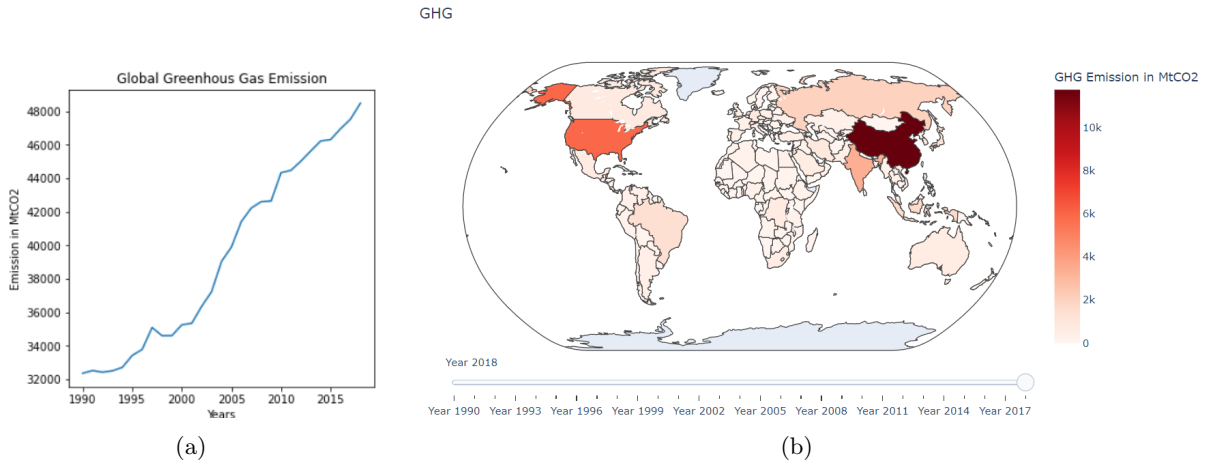 GHG
Global Greenhous Gas Emission
Emission in MtCO2
48000
46000
44000
42000
40000
38000
36000
34000
32000
1990 1995 2000 2005 2010 2015
Years
(a)
GHG Emission in MtCO2
10k
8k
6k
4k
2k
0
Year 2018
Year 1990 Year 1993 Year 1996 Year 1999 Year 2002 Year 2005 Year 2008 Year 2011 Year 2014 Year 2017
(b)